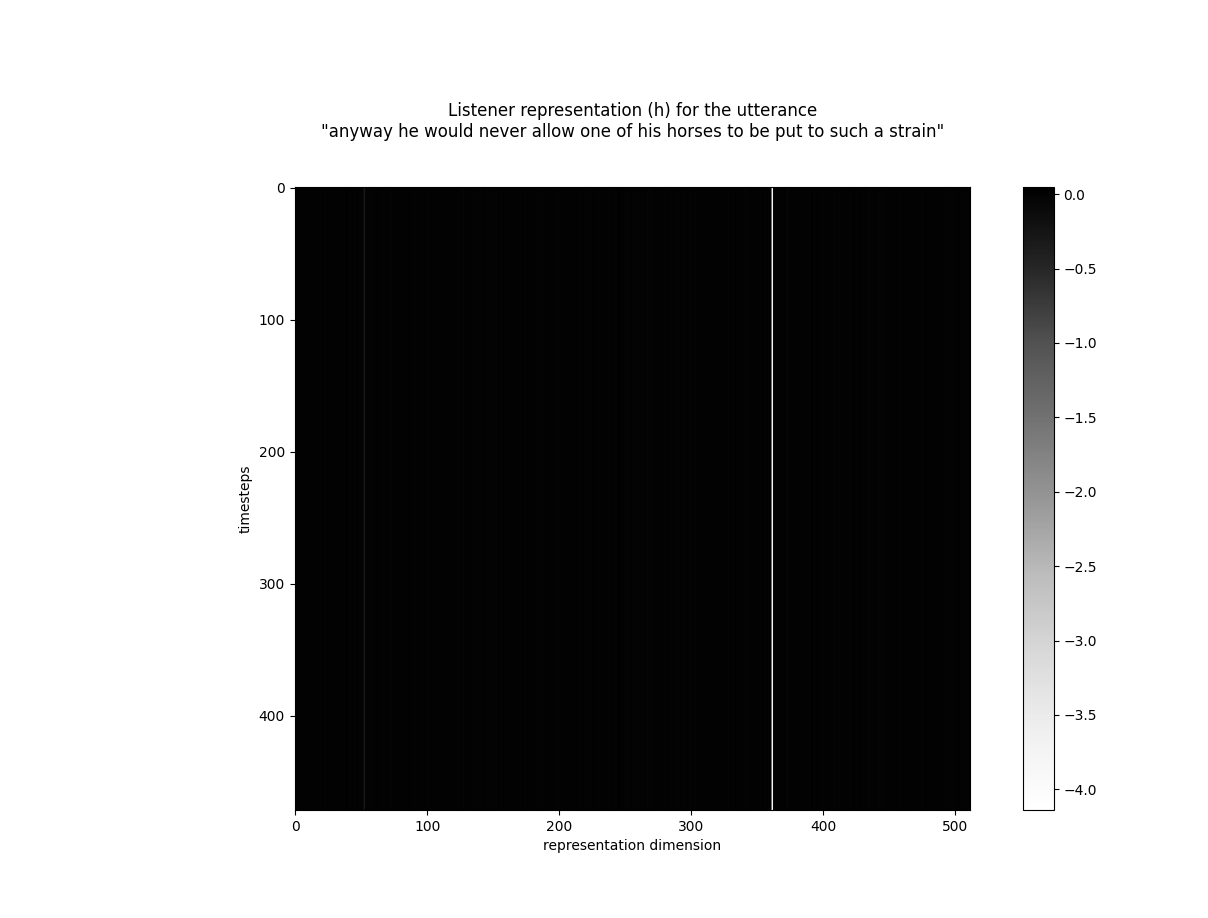 Listener representation (h) for the utterance
"anyway he would never allow one of his horses to be put to such a strain"
0
100
200
300
400
timesteps
0 100 200 300 400 500
representation dimension
0.0
−0.5
−1.0
−1.5
−2.0
−2.5
−3.0
−3.5
−4.0